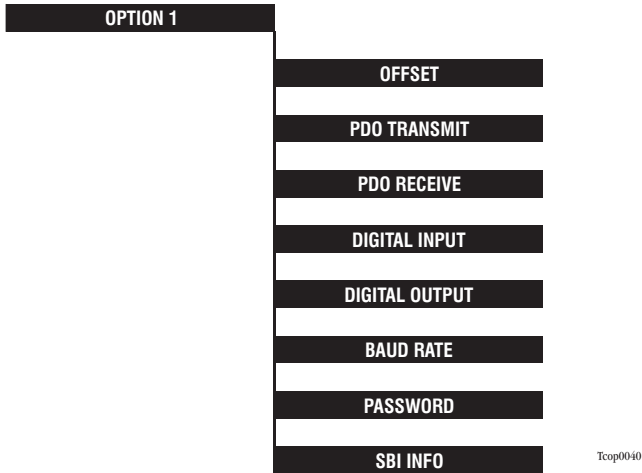 OPTION 1
OFFSET
PDO TRANSMIT
PDO RECEIVE
DIGITAL INPUT
DIGITAL OUTPUT
BAUD RATE
PASSWORD
SBI INFO
Tcop0040